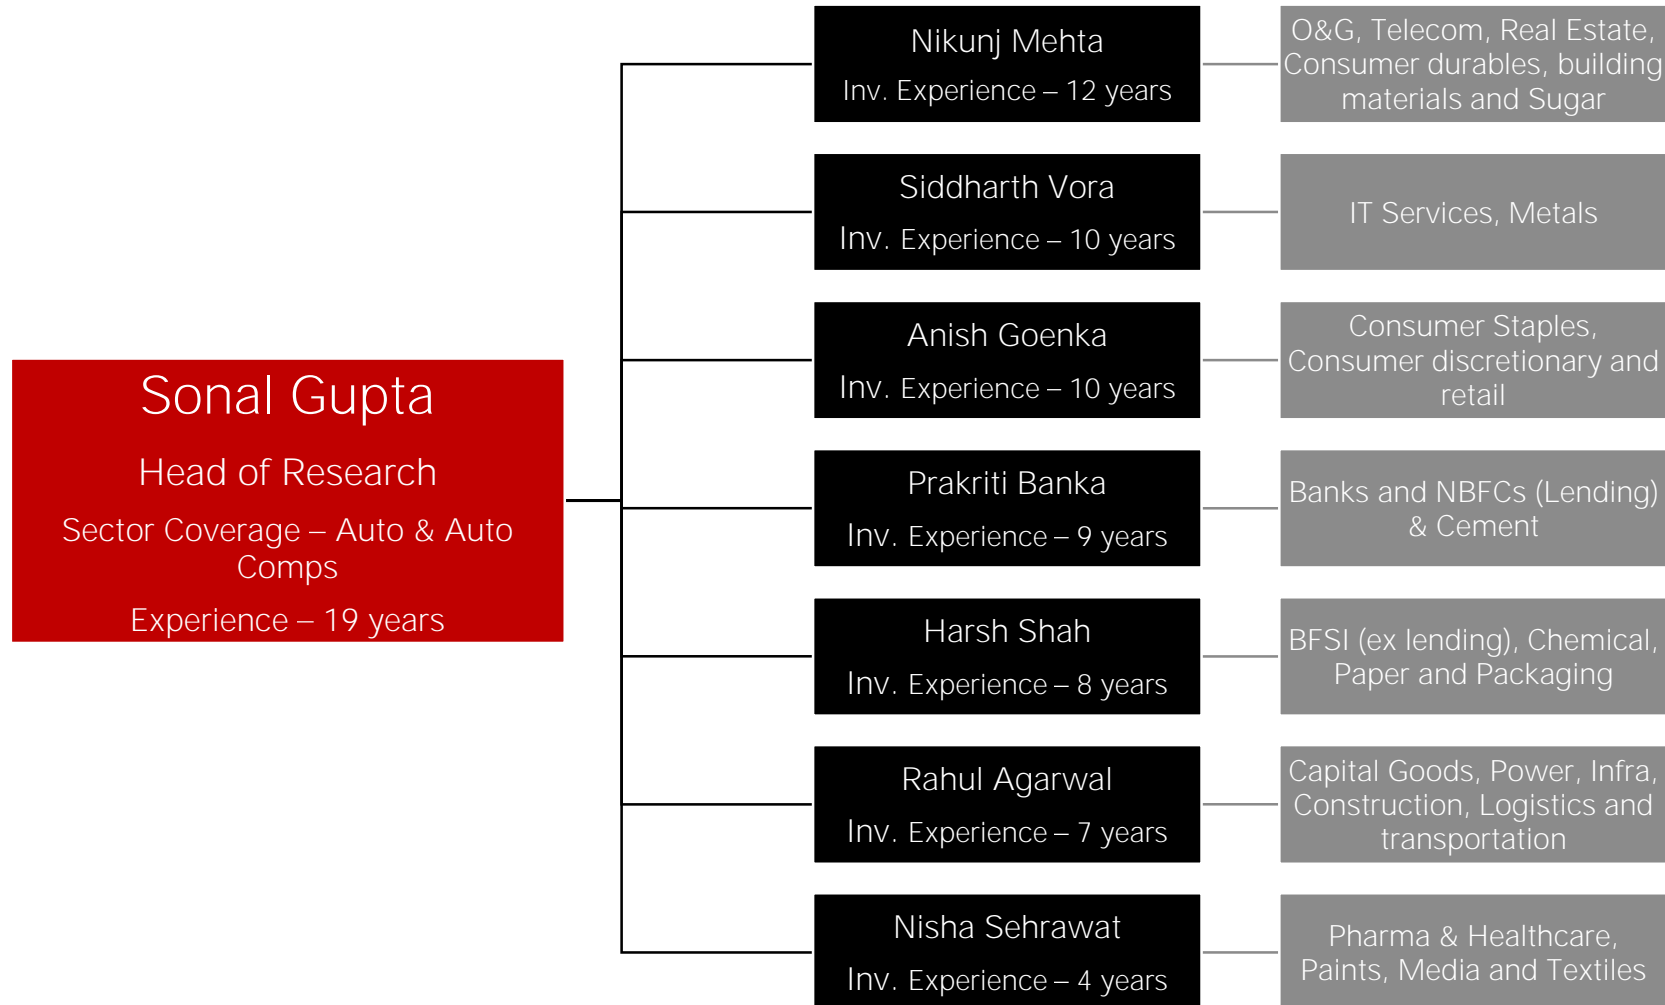 Sonal Gupta
Head of Research
Sector Coverage – Auto & Auto
Comps
Experience – 19 years
Nikunj Mehta
Inv. Experience – 12 years
O&G, Telecom, Real Estate,
Consumer durables, building
materials and Sugar
Siddharth Vora
Inv. Experience – 10 years
IT Services, Metals
Anish Goenka
Inv. Experience – 10 years
Consumer Staples,
Consumer discretionary and
retail
Prakriti Banka
Inv. Experience – 9 years
Banks and NBFCs (Lending)
& Cement
Harsh Shah
Inv. Experience – 8 years
BFSI (ex lending), Chemical,
Paper and Packaging
Rahul Agarwal
Inv. Experience – 7 years
Capital Goods, Power, Infra,
Construction, Logistics and
transportation
Nisha Sehrawat
Inv. Experience – 4 years
Pharma & Healthcare,
Paints, Media and Textiles